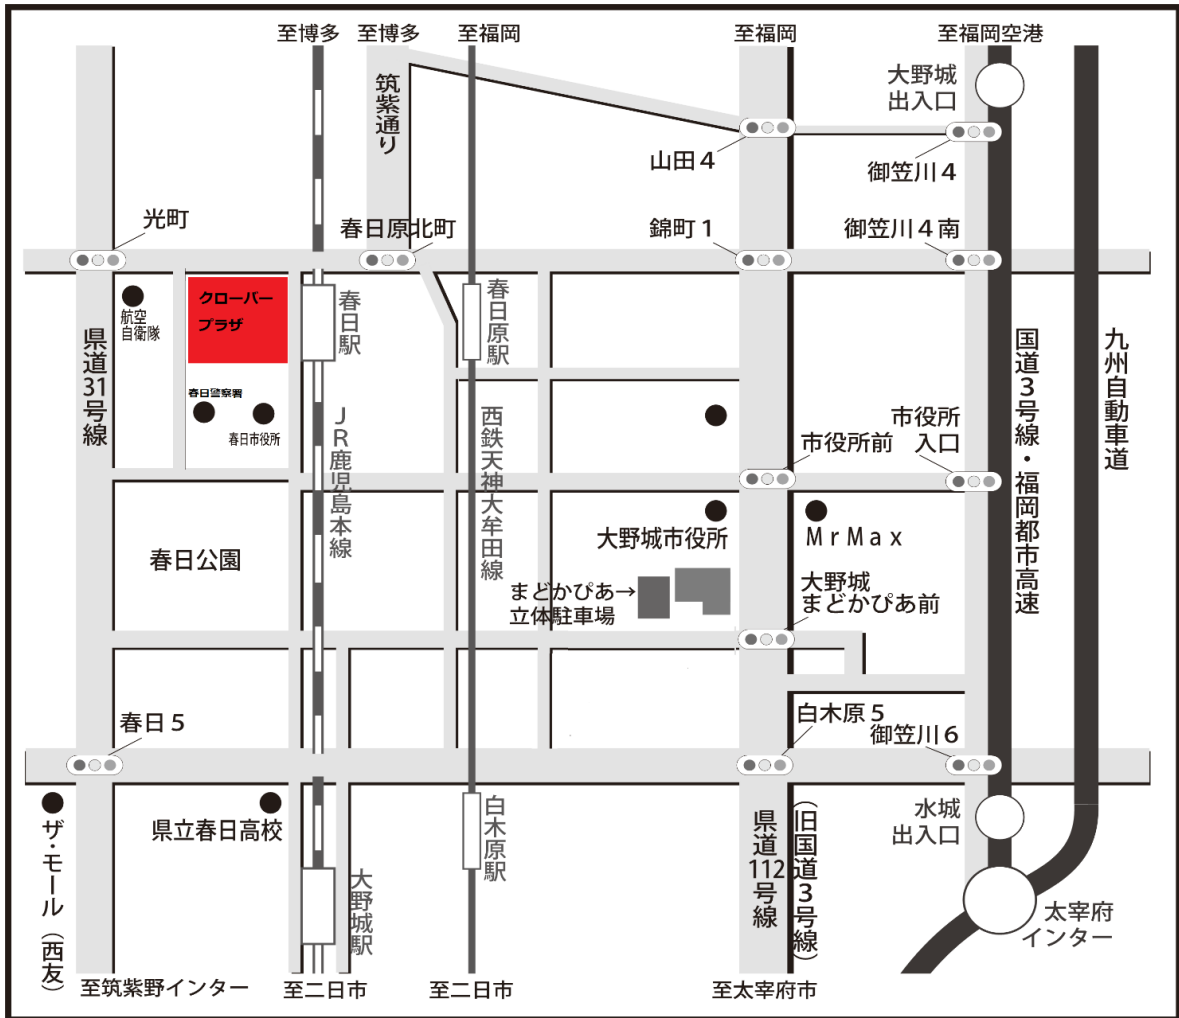 至博多
至博多
至福岡
至福岡
至福岡空港
筑紫通り
大野城
出入口
山田4
御笠川4
光町
春日原北町
錦町1
御笠川4南
クローバー
プラザ
航空
自衛隊
春日駅
春日原駅
県道31号線
国道3号線・福岡都市高速
九州自動車道
春日警察署
春日市役所
JR鹿児島本線
西鉄天神大牟田線
市役所前
市役所
入口
春日公園
大野城市役所
MrMax
まどかぴあ→
立体駐車場
大野城
まどかぴあ前
春日5
白木原5
御笠川6
ザ・モール(西友)
県立春日高校
白木原駅
大野城駅
県道112号線
(旧国道3号線)
水城
出入口
太宰府
インター
至筑紫野インター
至二日市
至二日市
至太宰府市